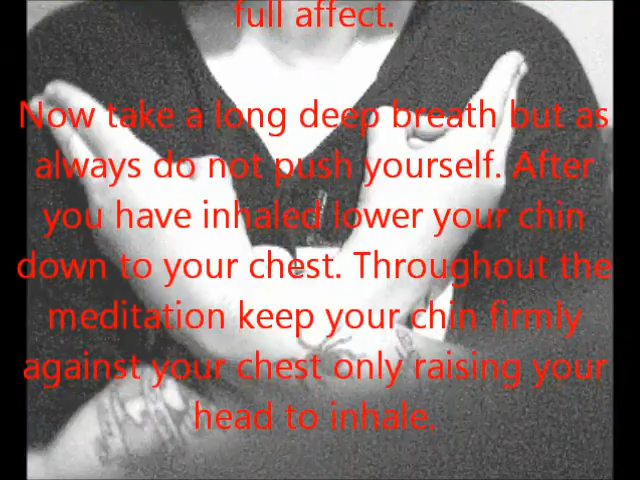 full affect.
Now take a long deep breath but as
always do not push yourself. After
you have inhaled lower your chin
down to your chest. Throughout the
meditation keep your chin firmly
against your chest only raising your
head to inhale.